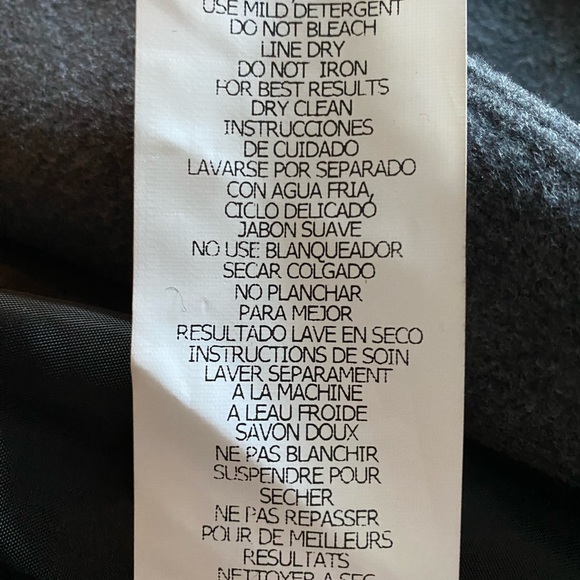 USE MILD DETERGENT
DO NOT BLEACH
LINE DRY
DO NOT IRON
FOR BEST RESULTS
DRY CLEAN
INSTRUCCIONES
DE CUIDADO
LAVARSE POR SEPARADO
CON AGUA FRIA,
CICLO DELICADO
JABON SUAVE
NO USE BLANQUEADOR
SECAR COLGADO
NO PLANCHAR
PARA MEJOR
RESULTADO LAVE EN SECO
INSTRUCTIONS DE SOIN
LAVER SEPARAMENT
A LA MACHINE
A LEAU FROIDE
SAVON DOUX
NE PAS BLANCHIR
SUSPENDRE POUR
SECHER
NE PAS REPASSER
POUR DE MEILLEURS
RESULTATS
NETTOYER A SEC